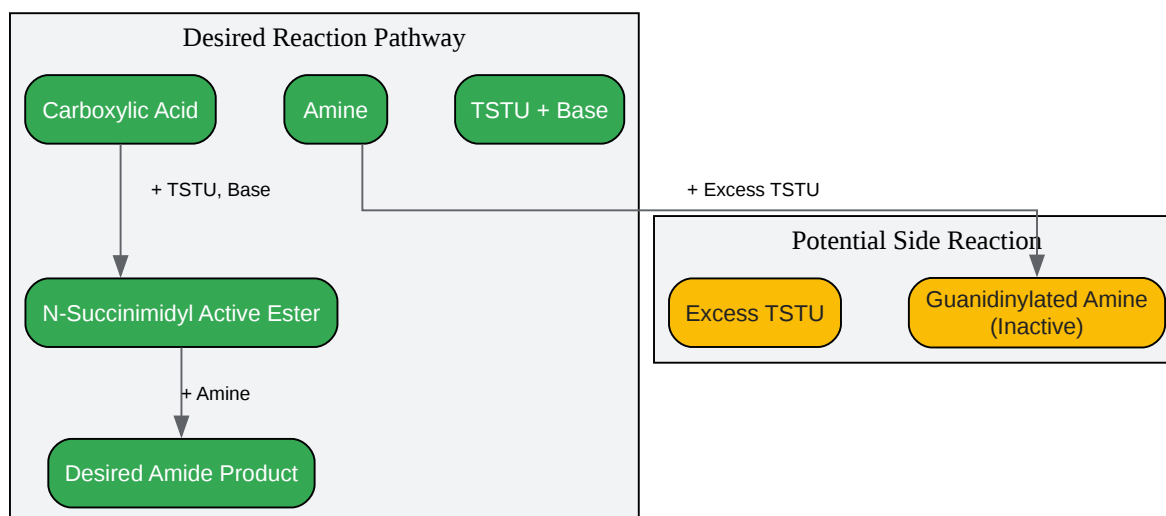 Desired Reaction Pathway
Carboxylic Acid
Amine
TSTU + Base
+ TSTU, Base
+ Excess TSTU
Potential Side Reaction
N-Succinimidyl Active Ester
Excess TSTU
Guanidinylated Amine
(Inactive)
+ Amine
Desired Amide Product